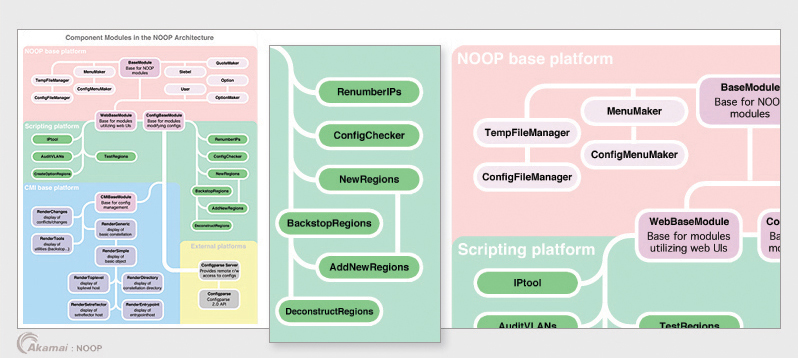 Component Modules in the NOOP Architecture
NOOP base platform
BaseModule
Base for NOOP
modules
QuoteMaker
MenuMaker
Siebel
TempFileManager
Option
ConfigMenuMaker
User
ConfigFileManager
OptionMaker
WebBaseModule
Base for modules
utilizing web UIs
ConfigBaseModule
Base for modules
modifying configs
Scripting platform
IPtool
RenumberIPs
AuditVLANs
TestRegions
ConfigChecker
CreateOptionRegions
NewRegions
CMI base platform
BackstopRegions
CMIBaseModule
Base for config
management
AddNewRegions
RenderChanges
display of
conflicts/changes
RenderGeneric
display of
basic constellation
DeconstructRegions
RenderTools
display of
utilities (backstop...)
External platforms
RenderSimple
display of
basic object
Configparse Server
Provides remote r/w
access to configs
RenderToplevel
display of
toplevel host
RenderDirectory
display of
constellation directory
Configparse
Configparse
2.0 API
RenderSetreflector
display of
setreflector host
RenderEntrypoint
display of
entrypoint host
RenumberIPs
ConfigChecker
NewRegions
BackstopRegions
AddNewRegions
DeconstructRegions
NOOP base platform
BaseModule
Base for NOO
modules
MenuMaker
TempFileManager
ConfigMenuMaker
ConfigFileManager
WebBaseModule
Base for modules
utilizing web UIs
Co
Ba
mo
Scripting platform
IPtool
AuditVLANs
TestRegions
Akamai : NOOP